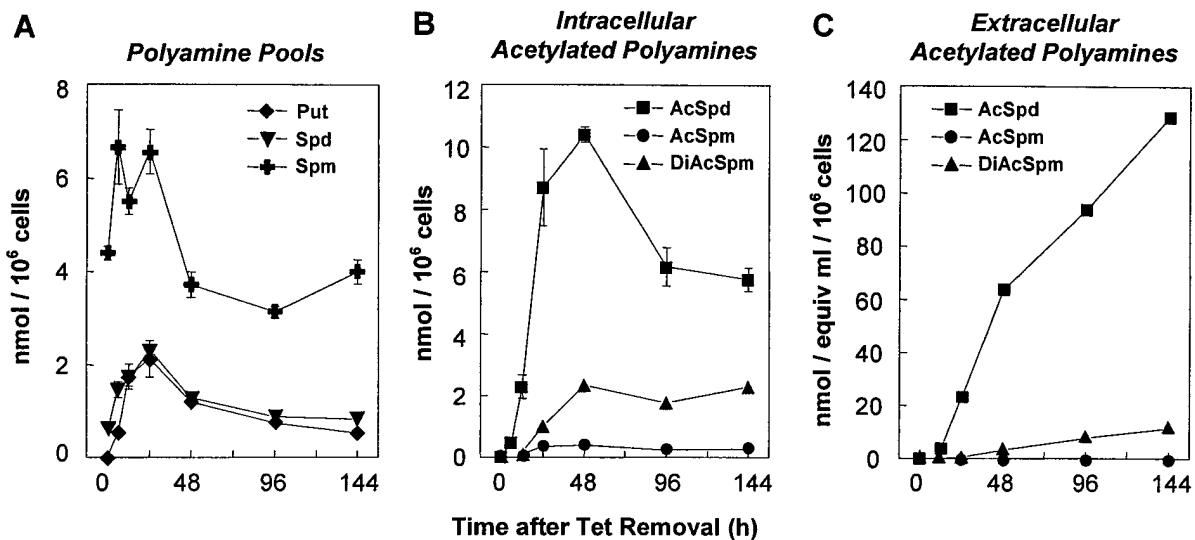 A
Polyamine Pools
nmol / 10⁶ cells
8
6
4
2
0
Put
Spd
Spm
0 48 96 144
B
Intracellular
Acetylated Polyamines
nmol / 10⁶ cells
12
10
8
6
4
2
0
AcSpd
AcSpm
DiAcSpm
0 48 96 144
C
Extracellular
Acetylated Polyamines
nmol / equiv ml / 10⁶ cells
140
120
100
80
60
40
20
0
AcSpd
AcSpm
DiAcSpm
0 48 96 144
Time after Tet Removal (h)